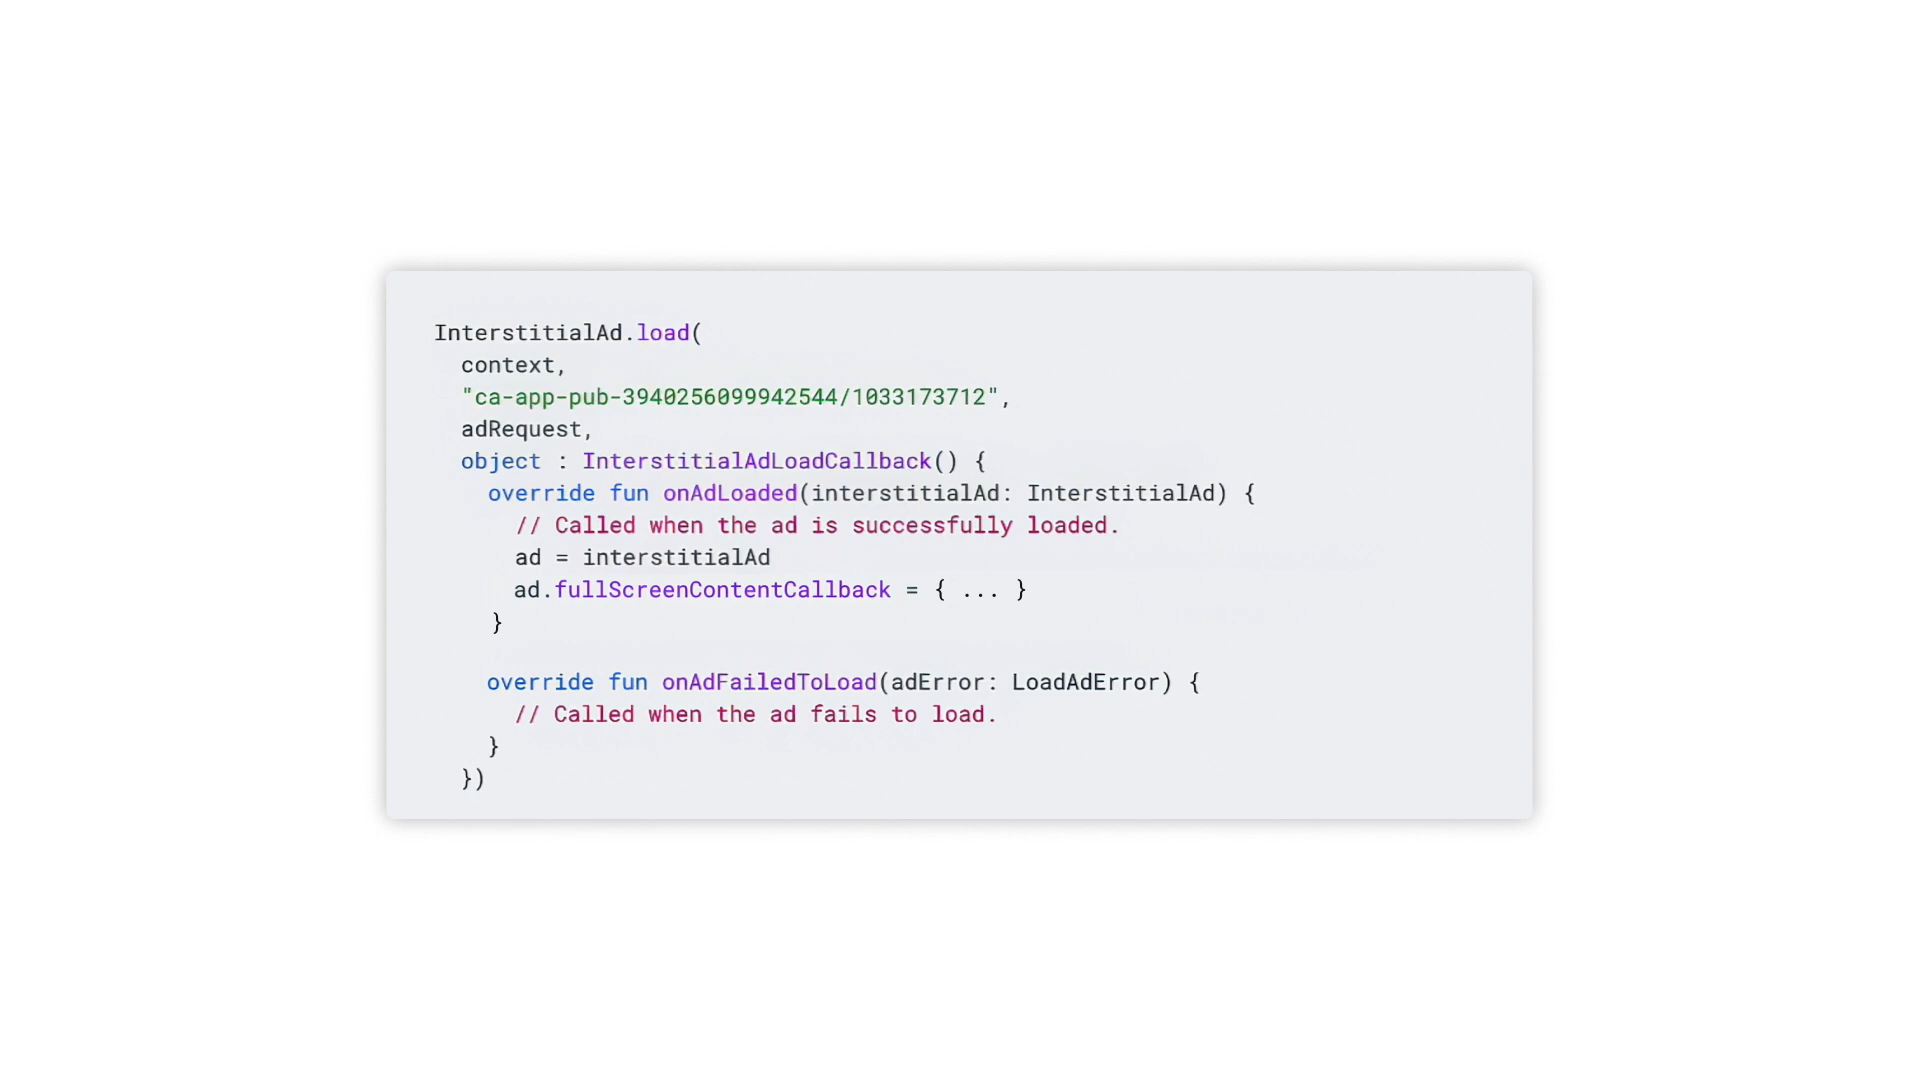 InterstitialAd.load(
  context,
  "ca-app-pub-3940256099942544/1033173712",
  adRequest,
  object : InterstitialAdLoadCallback() {
    override fun onAdLoaded(interstitialAd: InterstitialAd) {
      // Called when the ad is successfully loaded.
      ad = interstitialAd
      ad.fullScreenContentCallback = { ... }
    }

    override fun onAdFailedToLoad(adError: LoadAdError) {
      // Called when the ad fails to load.
    }
  })